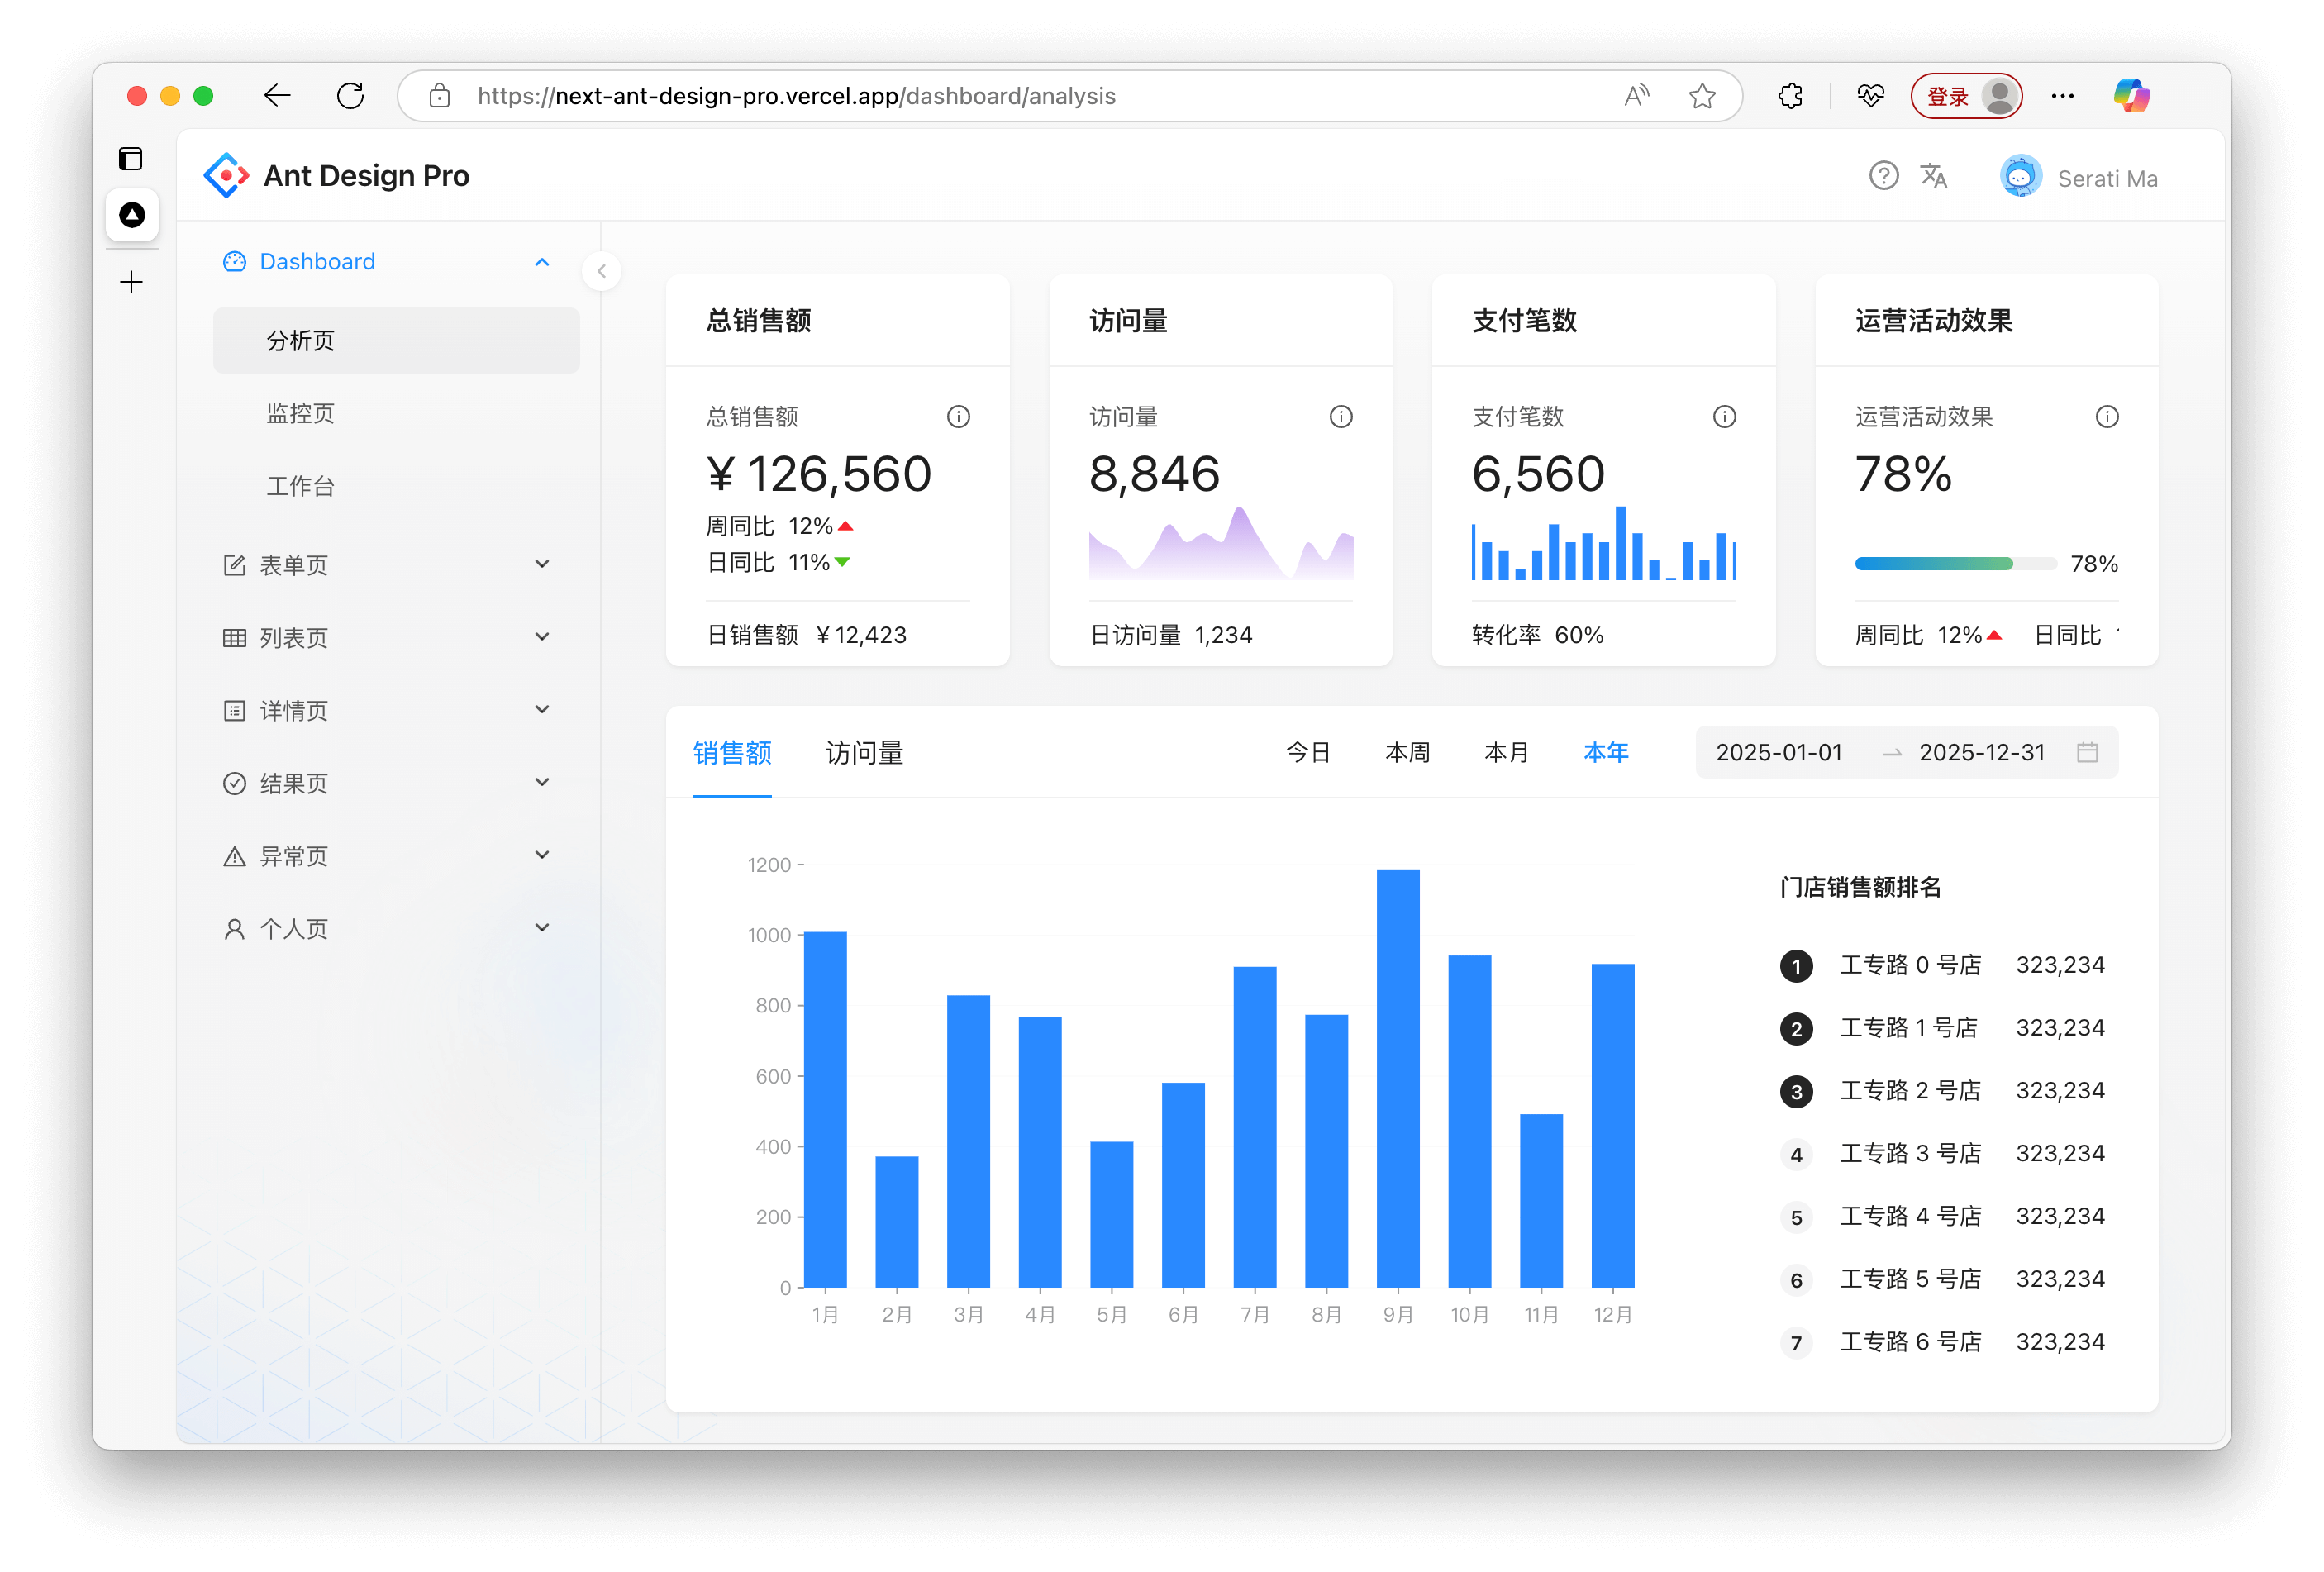 https://next-ant-design-pro.vercel.app/dashboard/analysis
登录
Ant Design Pro
Serati Ma
Dashboard
分析页
监控页
工作台
表单页
列表页
详情页
结果页
异常页
个人页
总销售额
总销售额
¥ 126,560
周同比 12%
日同比 11%
日销售额 ¥12,423
访问量
访问量
8,846
日访问量 1,234
支付笔数
支付笔数
6,560
转化率 60%
运营活动效果
运营活动效果
78%
78%
周同比 12% 日同比
销售额 访问量 今日 本周 本月 本年 2025-01-01 2025-12-31
1200
1000
800
600
400
200
0
1月 2月 3月 4月 5月 6月 7月 8月 9月 10月 11月 12月
门店销售额排名
1 工专路 0 号店 323,234
2 工专路 1 号店 323,234
3 工专路 2 号店 323,234
4 工专路 3 号店 323,234
5 工专路 4 号店 323,234
6 工专路 5 号店 323,234
7 工专路 6 号店 323,234